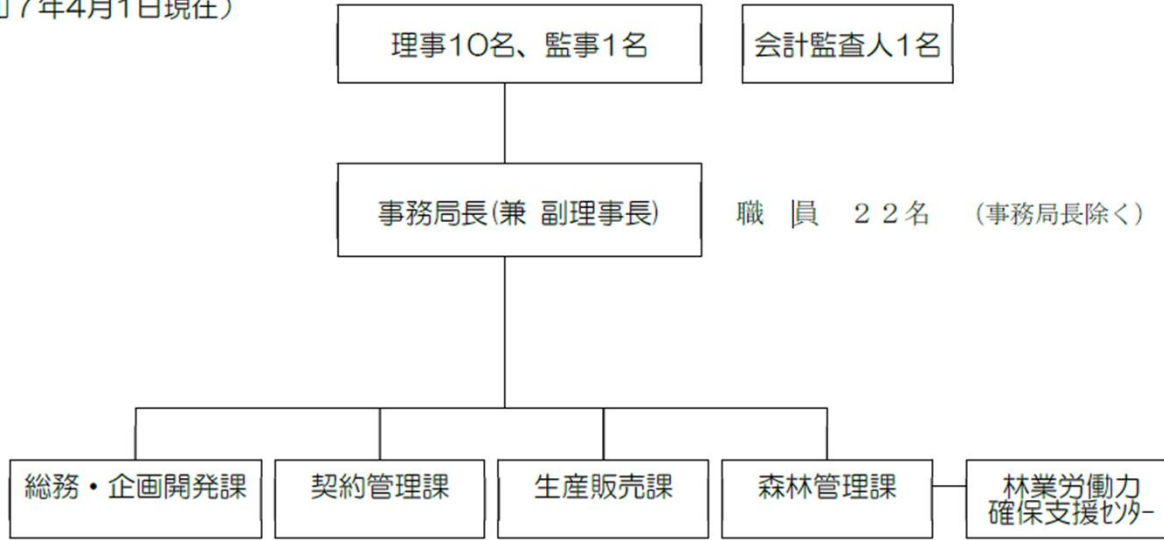 7年4月1日現在）
理事10名、監事1名
会計監査人1名
事務局長(兼 副理事長)
職 員 ２２名 （事務局長除く）
総務・企画開発課
契約管理課
生産販売課
森林管理課
林業労働力
確保支援ｾﾝﾀｰ